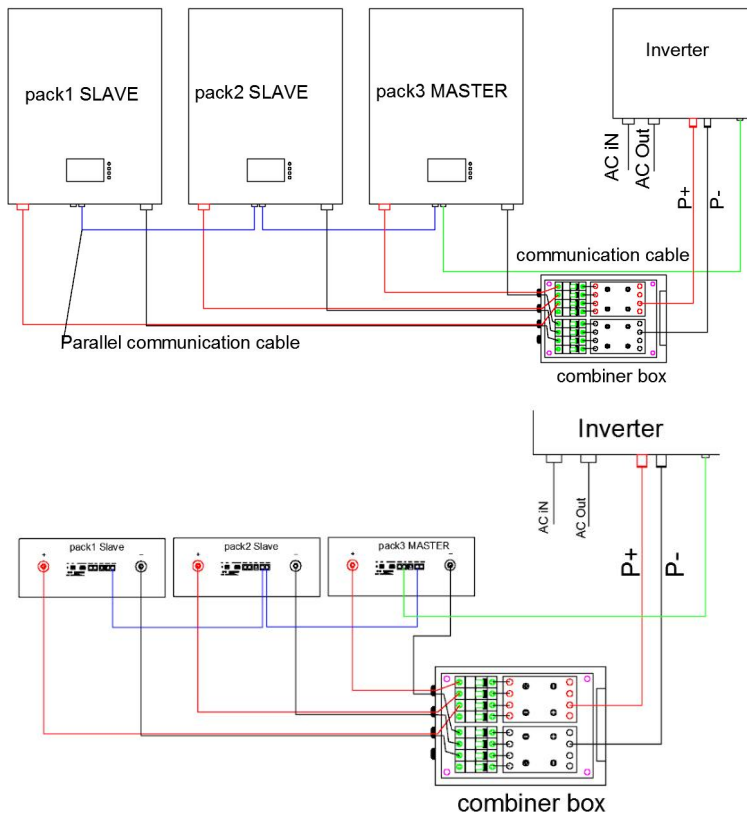 pack1 SLAVE
pack2 SLAVE
pack3 MASTER
Inverter
AC iN
AC Out
P+
P-
communication cable
Parallel communication cable
combiner box
Inverter
AC iN
AC Out
P+
P-
pack1 Slave
pack2 Slave
pack3 MASTER
+
−
+
−
+
−
combiner box